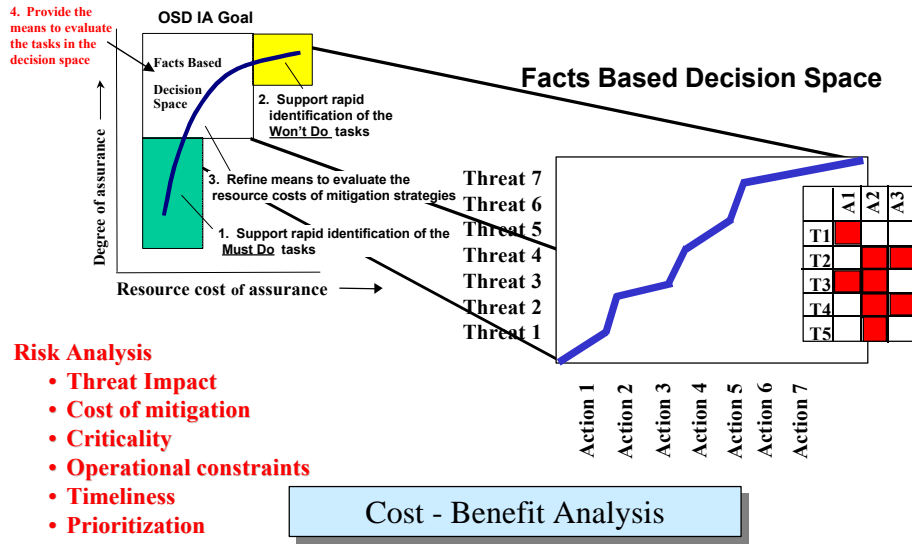 4. Provide the
means to evaluate
the tasks in the
decision space
OSD IA Goal
Facts Based
Decision Space
2. Support rapid
identification of the
Won't Do tasks
3. Refine means to evaluate the
resource costs of mitigation strategies
1. Support rapid identification of the
Must Do tasks
Degree of assurance
Resource cost of assurance
Facts Based Decision Space
Threat 7
Threat 6
Threat 5
Threat 4
Threat 3
Threat 2
Threat 1
Action 1
Action 2
Action 3
Action 4
Action 5
Action 6
Action 7
A1 A2 A3
T1
T2
T3
T4
T5
Risk Analysis
• Threat Impact
• Cost of mitigation
• Criticality
• Operational constraints
• Timeliness
• Prioritization
Cost - Benefit Analysis